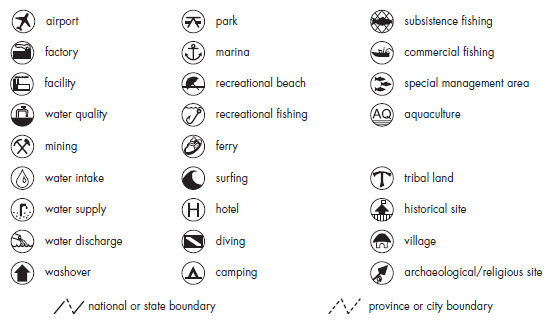 airport park subsistence fishing
factory marina commercial fishing
facility recreational beach special management area
water quality recreational fishing AQ aquaculture
mining ferry
water intake surfing tribal land
water supply H hotel historical site
water discharge diving village
washover camping archaeological/religious site
national or state boundary province or city boundary